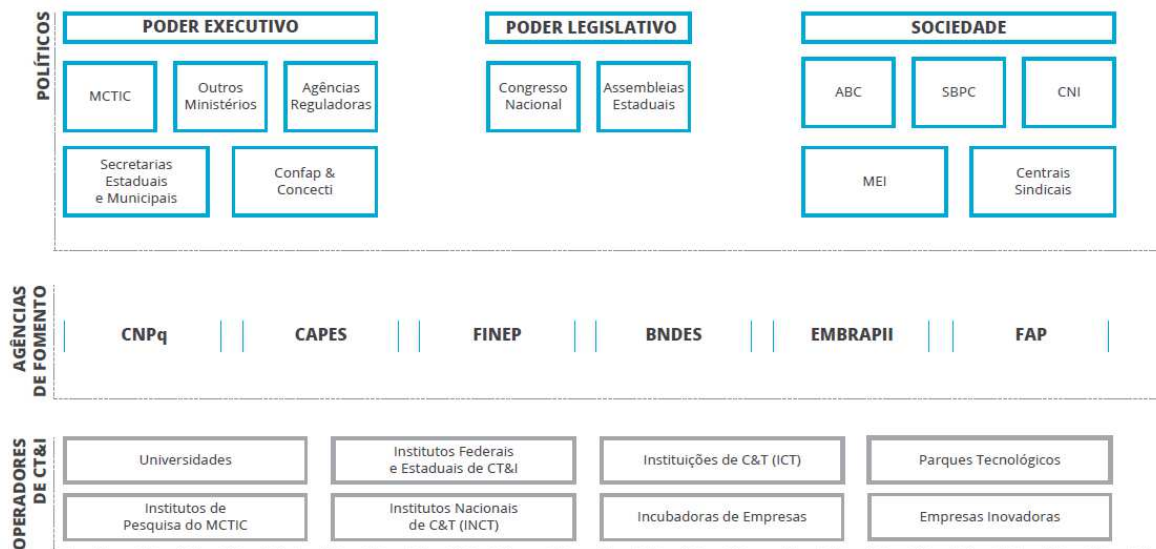 POLÍTICOS
PODER EXECUTIVO
PODER LEGISLATIVO
SOCIEDADE
MCTIC
Outros
Ministérios
Agências
Reguladoras
Congresso
Nacional
Assembleias
Estaduais
ABC
SBPC
CNI
Secretarias
Estaduais
e Municipais
Confap &
Concecti
MEI
Centrais
Sindicais
AGÊNCIAS
DE FOMENTO
CNPq
CAPES
FINEP
BNDES
EMBRAPII
FAP
OPERADORES
DE CT&I
Universidades
Institutos Federais
e Estaduais de CT&I
Instituições de C&T (ICT)
Parques Tecnológicos
Institutos de
Pesquisa do MCTIC
Institutos Nacionais
de C&T (INCT)
Incubadoras de Empresas
Empresas Inovadoras